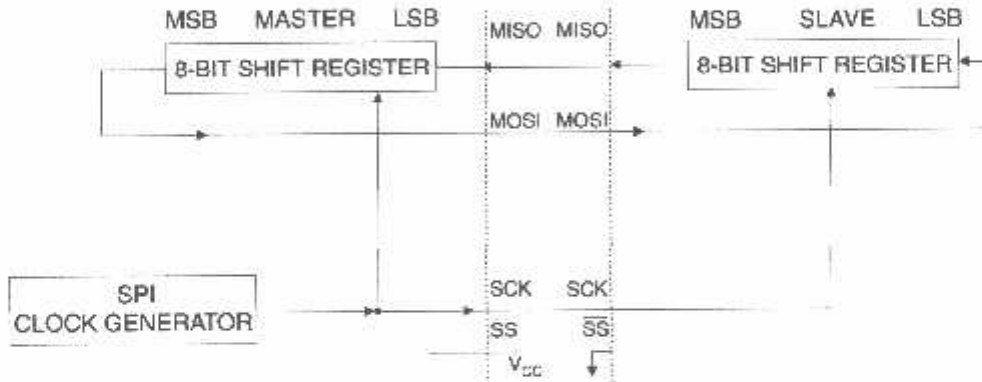 MSB MASTER LSB
MISO MISO
MSB SLAVE LSB
8-BIT SHIFT REGISTER
8-BIT SHIFT REGISTER
MOSI MOSI
SPI
CLOCK GENERATOR
SCK SCK
SS SS
VCC